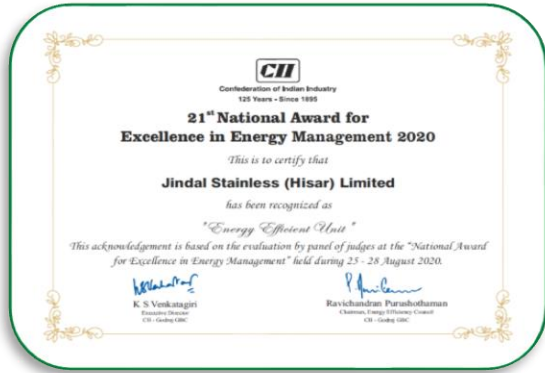 CII
Confederation of Indian Industry
125 Years - Since 1895
21st National Award for
Excellence in Energy Management 2020
This is to certify that
Jindal Stainless (Hisar) Limited
has been recognized as
"Energy Efficient Unit"
This acknowledgement is based on the evaluation by panel of judges at the "National Award
for Excellence in Energy Management" held during 25 - 28 August 2020.
K S Venkatagiri
Executive Director
CII - Godrej GBC
Ravichandran Purushothaman
Chairman, Energy Efficiency Council
CII - Godrej GBC